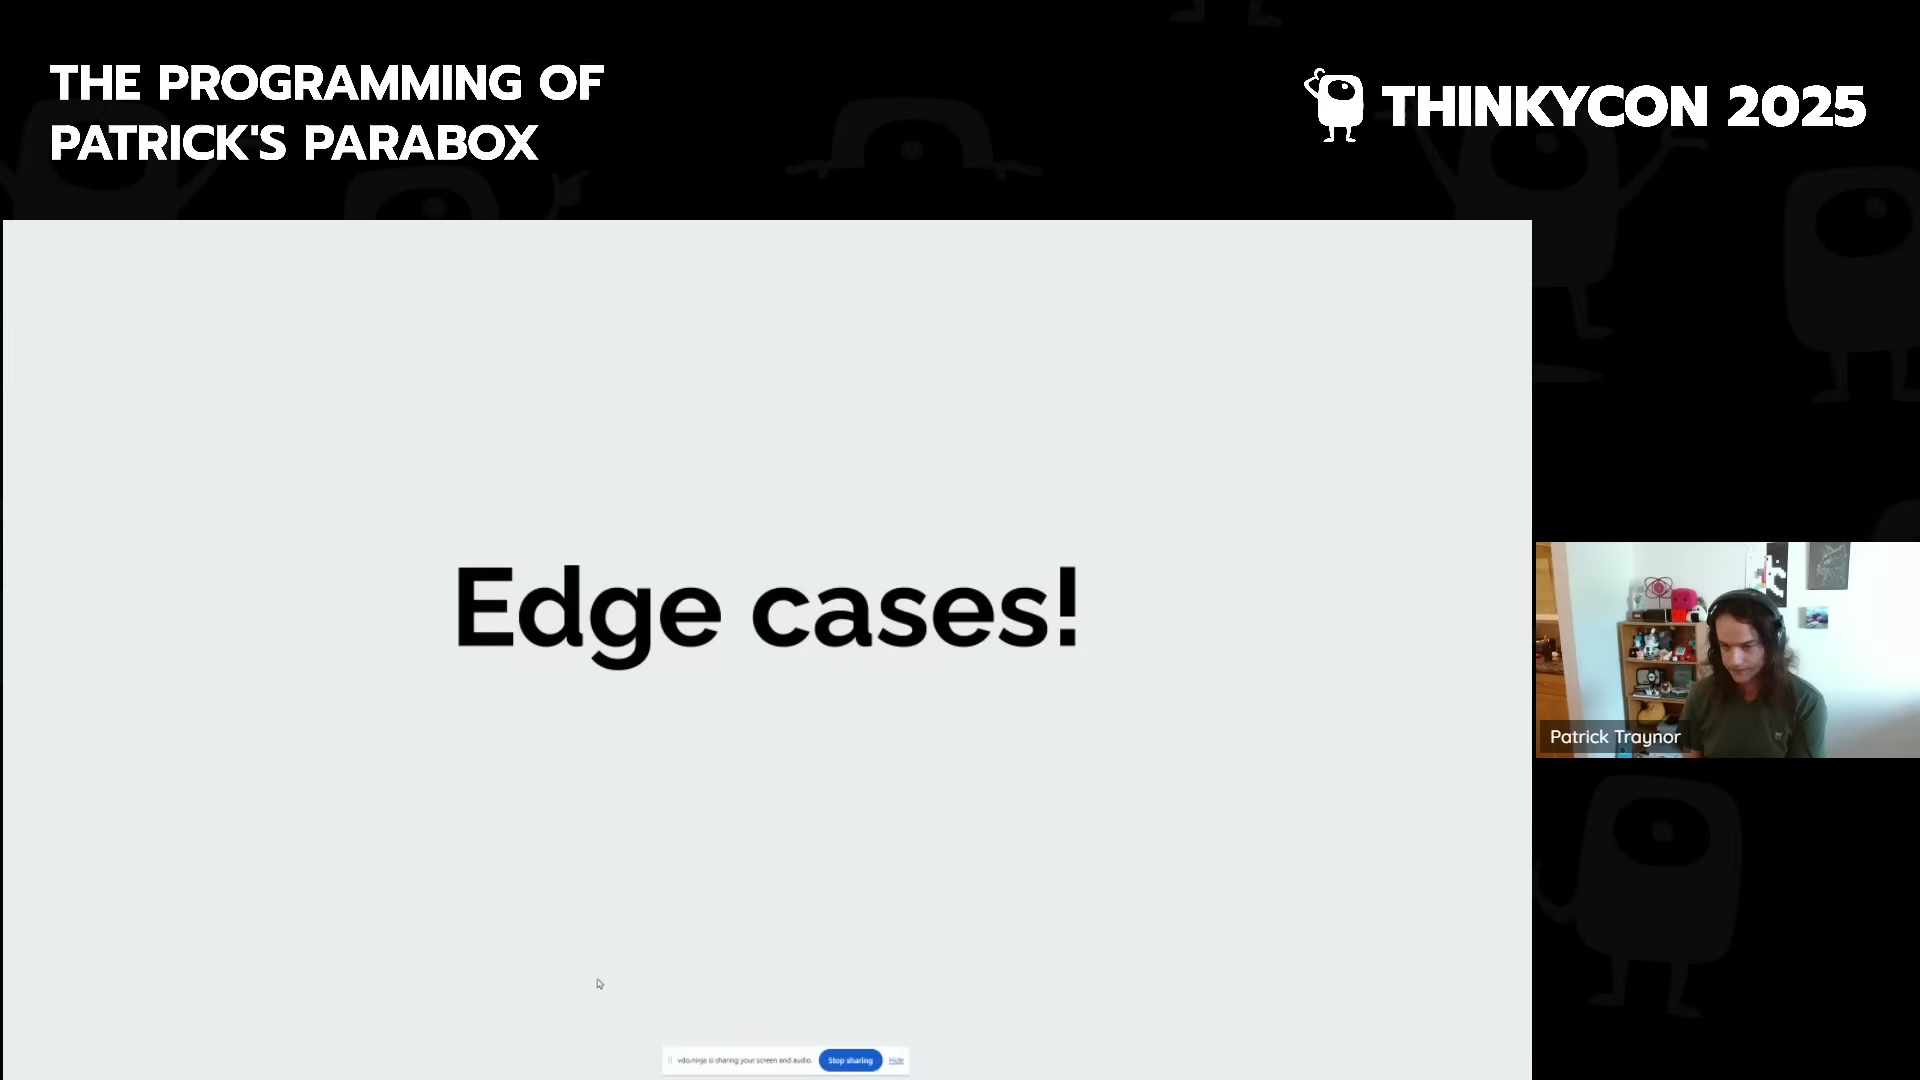 THE PROGRAMMING OF
PATRICK'S PARABOX
THINKYCON 2025
Edge cases!
Patrick Traynor
vdo.ninja is sharing your screen and audio.
Stop sharing
Hide